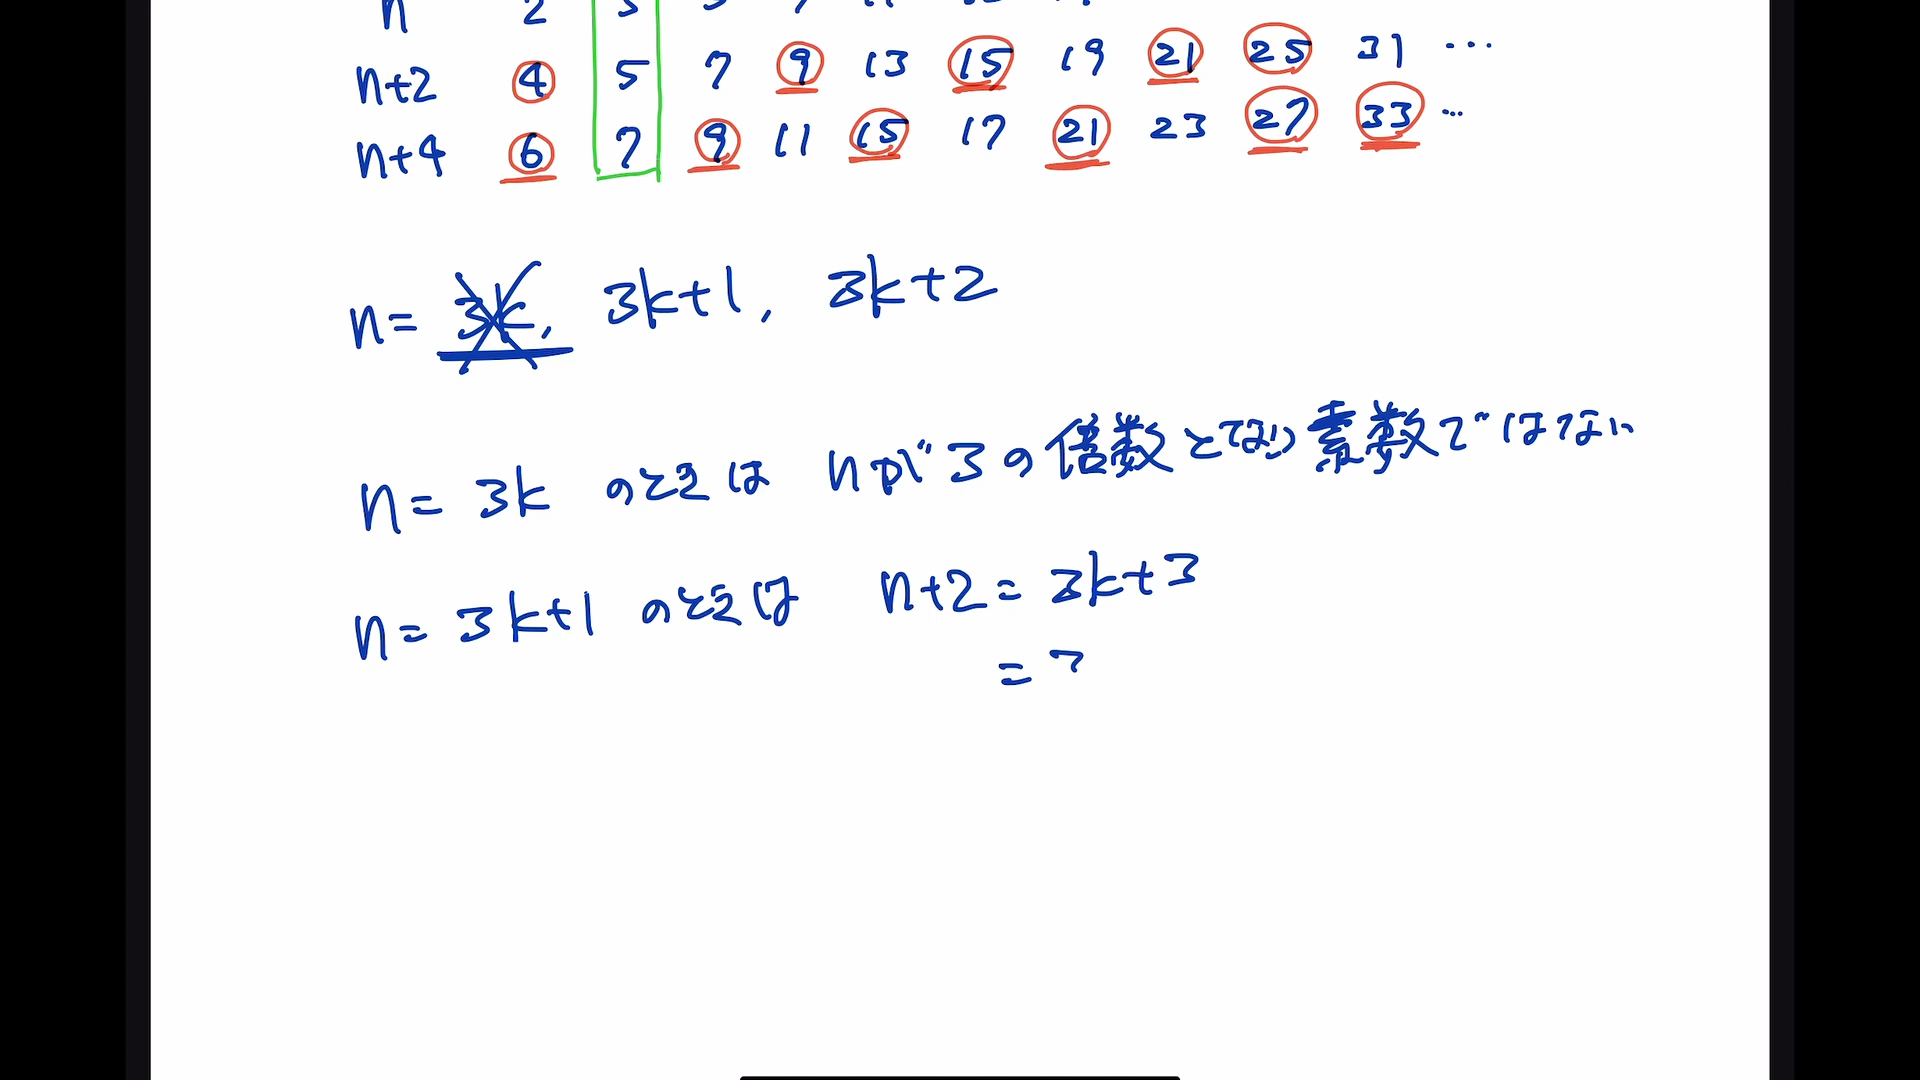 n 2
n+2 4 5 7 9 13 15 19 21 25 31 ...
n+4 6 7 9 11 15 17 21 23 27 33 ...
n= 3k, 3k+1, 3k+2
n= 3k のときは nが3の倍数となり素数ではない
n= 3k+1 のときは n+2= 3k+3
=